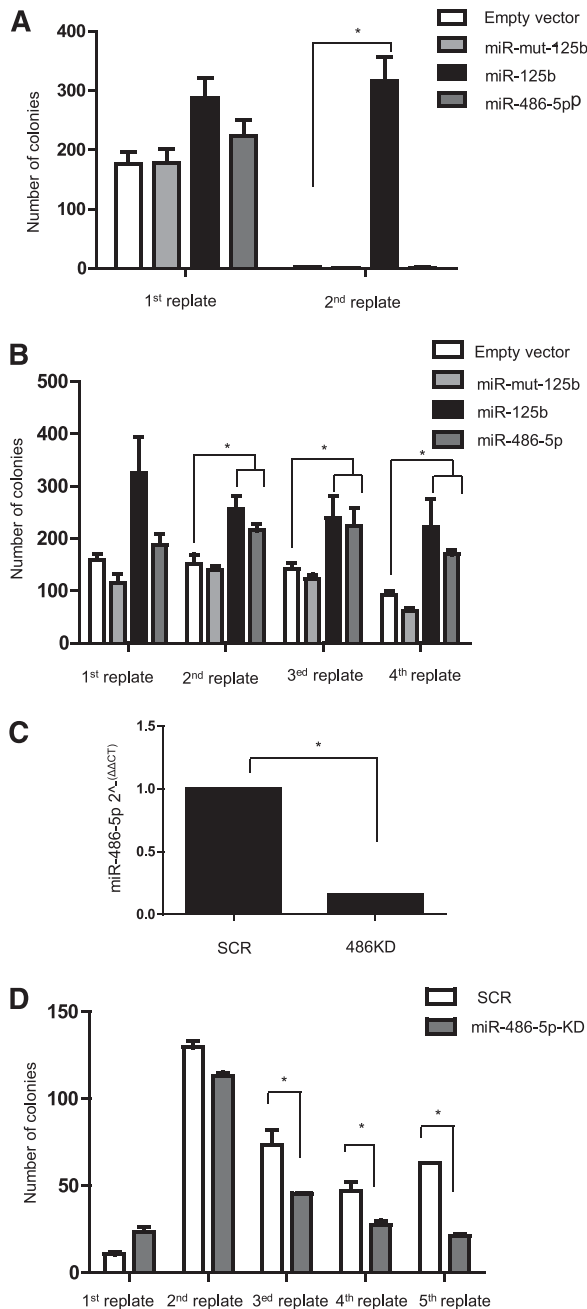 A
Number of colonies
400
300
200
100
0
1st replate
2nd replate
*
Empty vector
miR-mut-125b
miR-125b
miR-486-5pp
B
Number of colonies
500
400
300
200
100
0
1st replate
2nd replate
3ed replate
4th replate
*
*
*
Empty vector
miR-mut-125b
miR-125b
miR-486-5p
C
miR-486-5p 2^-(ΔΔCT)
1.5
1.0
0.5
0.0
SCR
486KD
*
D
Number of colonies
150
100
50
0
1st replate
2nd replate
3ed replate
4th replate
5th replate
*
*
*
SCR
miR-486-5p-KD